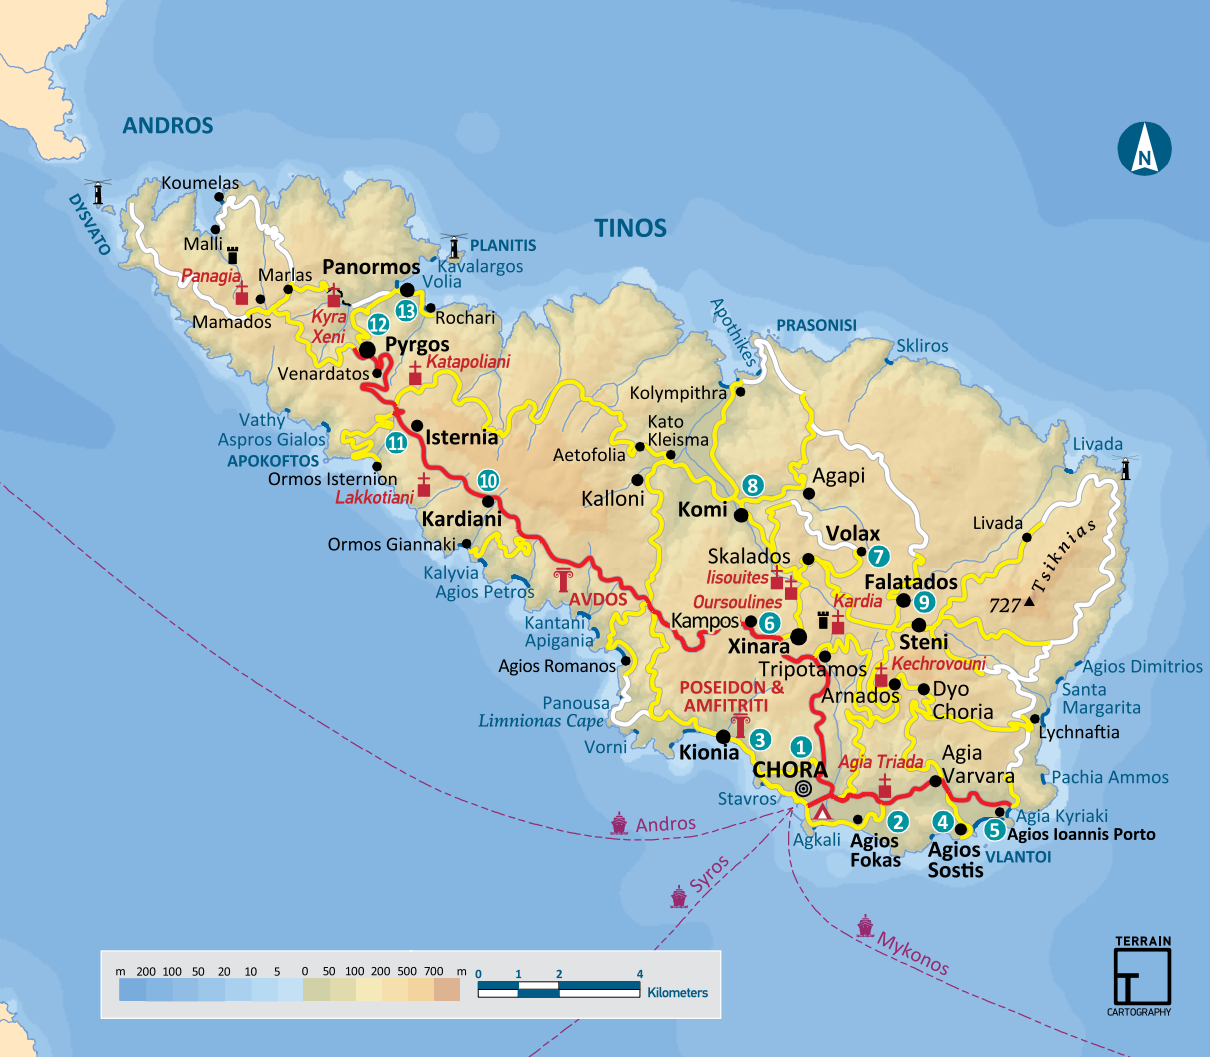 ANDROS
Koumelas
DYSVATO
TINOS
Malli
PLANITIS
Panagia
Marlas
Panormos
Kavalargos
Volia
Mamados
Kyra
Xeni
12
13
Rochari
Apothikes
PRASONISI
Pyrgos
Skliros
Venardatos
Katapoliani
Kolympithra
Vathy
Aspros Gialos
11
Isternia
Kato
Kleisma
Livada
APOKOFTOS
Aetofolia
Ormos Isternion
10
8
Agapi
Lakkotiani
Kalloni
Komi
Kardiani
Livada
Tsiknias
Volax
Ormos Giannaki
Skalados
7
Kalyvia
Iisouites
Falatados
Agios Petros
AVDOS
Oursoulines
Kardia
9
727
Kantani
Kampos
6
Apigania
Xinara
Steni
Agios Romanos
Tripotamos
Kechrovouni
Agios Dimitrios
POSEIDON &
AMFITRITI
Arnados
Dyo
Choria
Santa
Margarita
Panousa
Limnionas Cape
Lychnaftia
Vorni
Kionia
3
1
CHORA
Agia Triada
Agia
Varvara
Pachia Ammos
Stavros
Andros
Agkali
Agios
Fokas
2
4
5
Agia Kyriaki
Agios Ioannis Porto
Agios
Sostis
VLANTOI
Syros
Mykonos
N
m 200 100 50 20 10 5 0 50 100 200 500 700 m
0 1 2 4
Kilometers
TERRAIN
CARTOGRAPHY